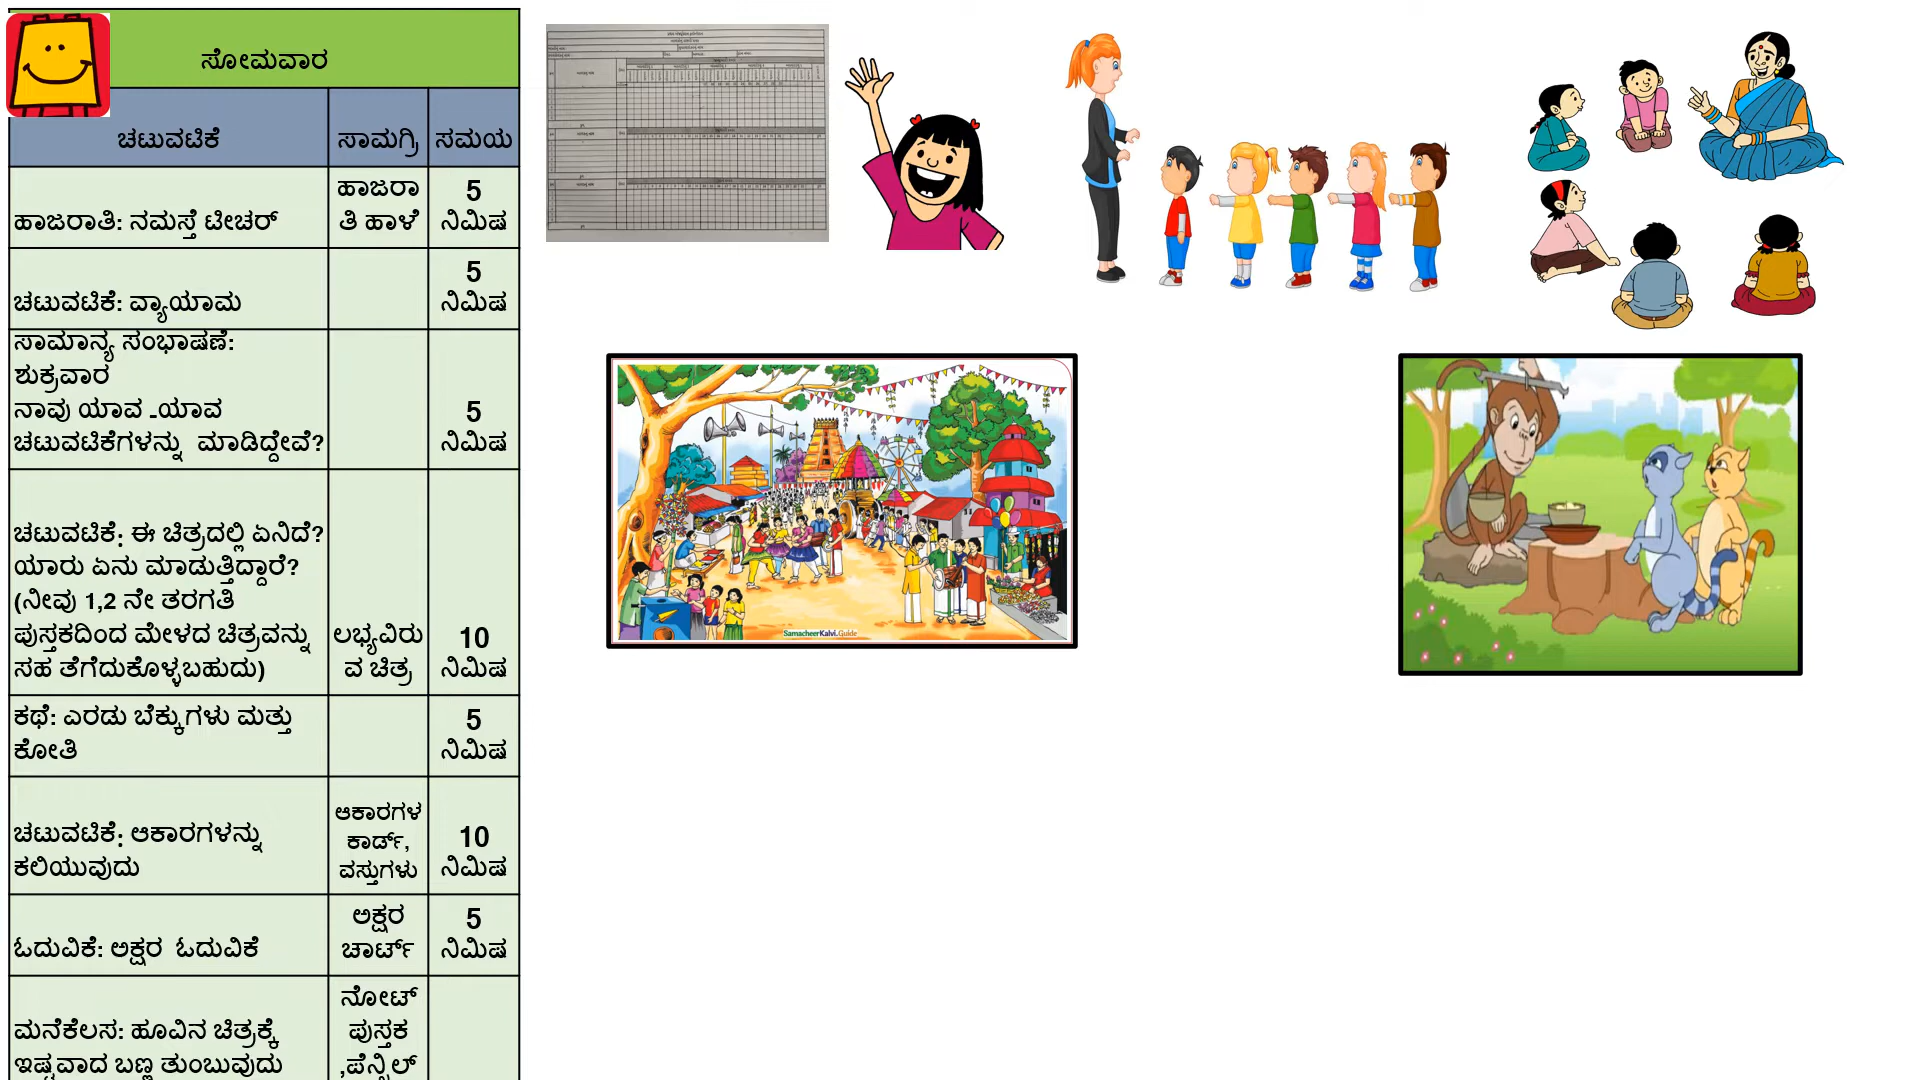 ಸೋಮವಾರ
ಚಟುವಟಿಕೆ ಸಾಮಗ್ರಿ ಸಮಯ
ಹಾಜರಾತಿ: ನಮಸ್ತೆ ಟೀಚರ್
ಹಾಜರಾ
ತಿ ಹಾಳೆ
5
ನಿಮಿಷ
ಚಟುವಟಿಕೆ: ವ್ಯಾಯಾಮ
5
ನಿಮಿಷ
ಸಾಮಾನ್ಯ ಸಂಭಾಷಣೆ:
ಶುಕ್ರವಾರ
ನಾವು ಯಾವ -ಯಾವ
ಚಟುವಟಿಕೆಗಳನ್ನು ಮಾಡಿದ್ದೇವೆ?
5
ನಿಮಿಷ
ಚಟುವಟಿಕೆ: ಈ ಚಿತ್ರದಲ್ಲಿ ಏನಿದೆ?
ಯಾರು ಏನು ಮಾಡುತ್ತಿದ್ದಾರೆ?
(ನೀವು 1,2 ನೇ ತರಗತಿ
ಪುಸ್ತಕದಿಂದ ಮೇಳದ ಚಿತ್ರವನ್ನು
ಸಹ ತೆಗೆದುಕೊಳ್ಳಬಹುದು)
ಲಭ್ಯವಿರು
ವ ಚಿತ್ರ
10
ನಿಮಿಷ
ಕಥೆ: ಎರಡು ಬೆಕ್ಕುಗಳು ಮತ್ತು
ಕೋತಿ
5
ನಿಮಿಷ
ಚಟುವಟಿಕೆ: ಆಕಾರಗಳನ್ನು
ಕಲಿಯುವುದು
ಆಕಾರಗಳ
ಕಾರ್ಡ್,
ವಸ್ತುಗಳು
10
ನಿಮಿಷ
ಓದುವಿಕೆ: ಅಕ್ಷರ ಓದುವಿಕೆ
ಅಕ್ಷರ
ಚಾರ್ಟ್
5
ನಿಮಿಷ
ಮನೆಕೆಲಸ: ಹೂವಿನ ಚಿತ್ರಕ್ಕೆ
ಇಷ್ಟವಾದ ಬಣ್ಣ ತುಂಬುವುದು
ನೋಟ್
ಪುಸ್ತಕ
,ಪೆನ್ಸಿಲ್
SamacheerKalvi.Guide